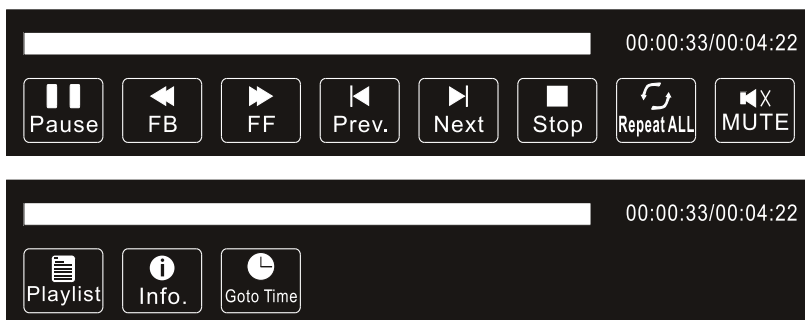 00:00:33/00:04:22
Pause FB FF Prev. Next Stop Repeat ALL MUTE
00:00:33/00:04:22
Playlist Info. Goto Time